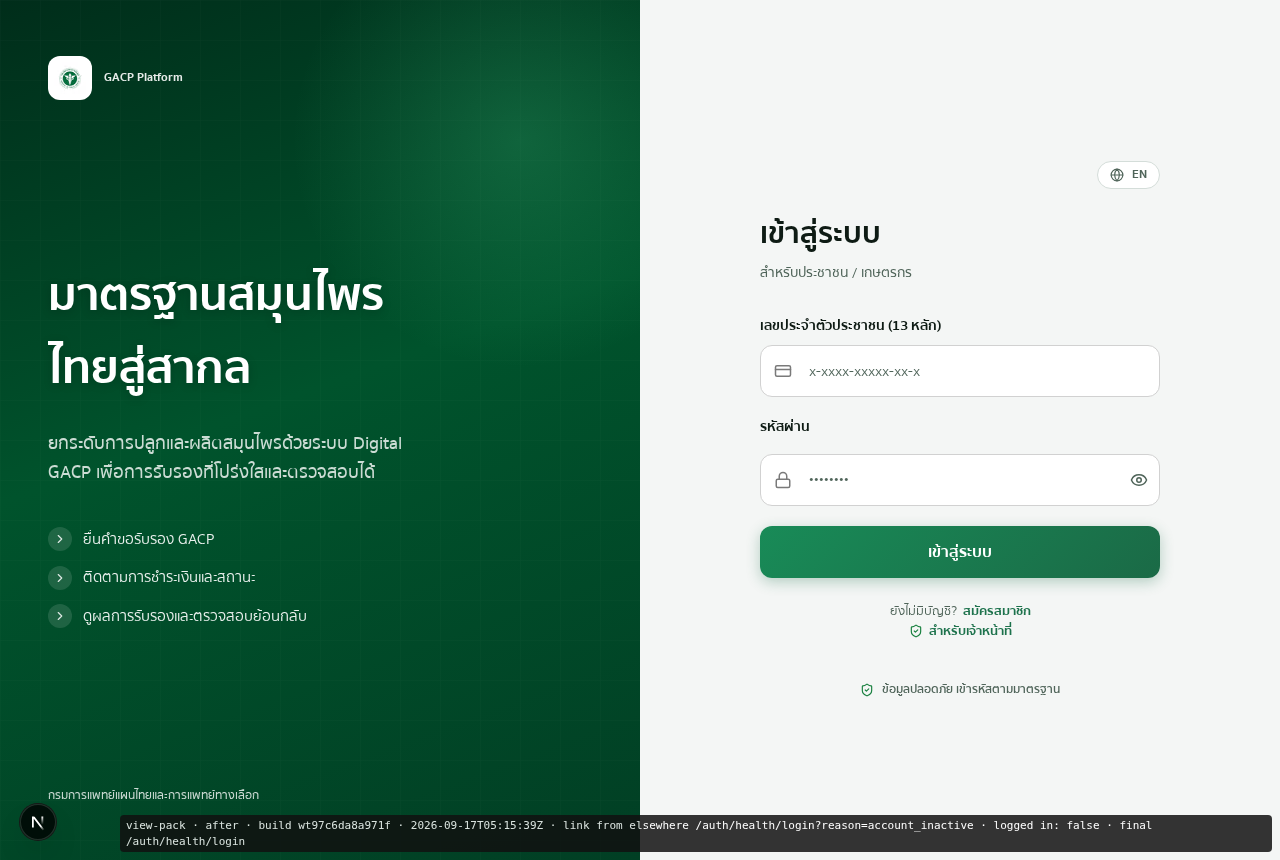 GACP Platform
มาตรฐานสมุนไพร
ไทยสู่สากล
ยกระดับการปลูกและผลิตสมุนไพรด้วยระบบ Digital
GACP เพื่อการรับรองที่โปร่งใสและตรวจสอบได้
ยื่นคำขอรับรอง GACP
ติดตามการชำระเงินและสถานะ
ดูผลการรับรองและตรวจสอบย้อนกลับ
กรมการแพทย์แผนไทยและการแพทย์ทางเลือก
EN
เข้าสู่ระบบ
สำหรับประชาชน / เกษตรกร
เลขประจำตัวประชาชน (13 หลัก)
x-xxxx-xxxxx-xx-x
รหัสผ่าน
••••••••
เข้าสู่ระบบ
ยังไม่มีบัญชี? สมัครสมาชิก
สำหรับเจ้าหน้าที่
ข้อมูลปลอดภัย เข้ารหัสตามมาตรฐาน
N
view-pack · after · build wt97c6da8a971f · 2026-09-17T05:15:39Z · link from elsewhere /auth/health/login?reason=account_inactive · logged in: false · final
/auth/health/login